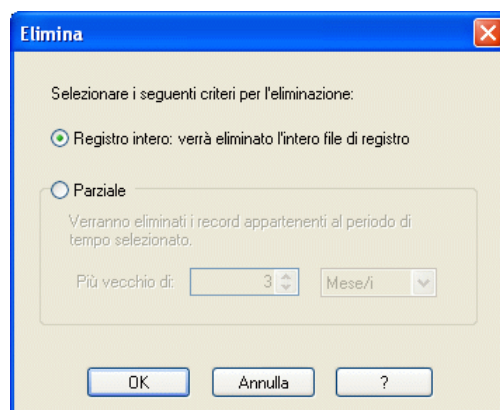 Elimina
Selezionare i seguenti criteri per l'eliminazione:
Registro intero: verrà eliminato l'intero file di registro
Parziale
Verranno eliminati i record appartenenti al periodo di
tempo selezionato.
Più vecchio di: 3 Mese/i
OK Annulla ?